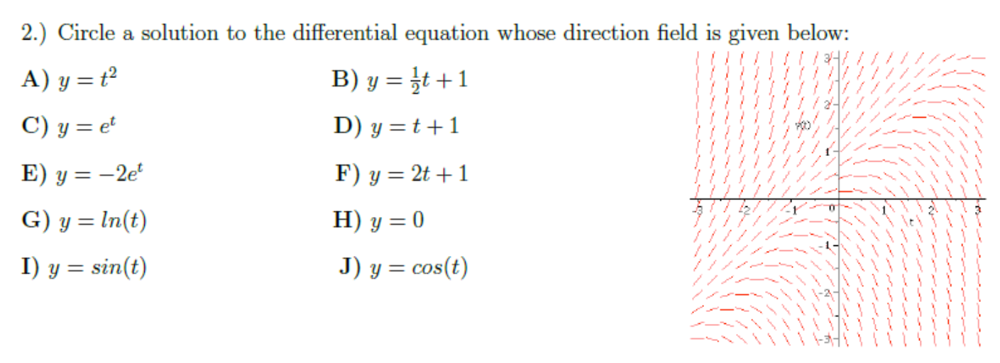 2.) Circle a solution to the differential equation whose direction field is given below:
A) y = t²
B) y = ½t + 1
C) y = eᵗ
D) y = t + 1
E) y = −2eᵗ
F) y = 2t + 1
G) y = ln(t)
H) y = 0
I) y = sin(t)
J) y = cos(t)
3
2
y(t)
1
-3 -2 -1 0 1 2 3
t
-1
-2
-3